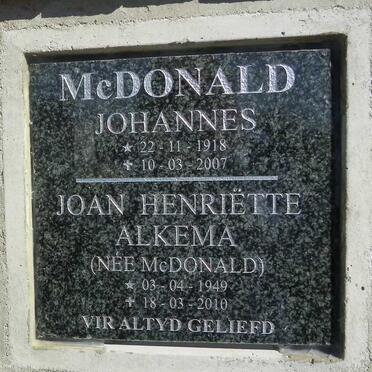 McDONALD
JOHANNES
★ 22 - 11 - 1918
✝ 10 - 03 - 2007
JOAN HENRIËTTE
ALKEMA
(NÉE McDONALD)
★ 03 - 04 - 1949
✝ 18 - 03 - 2010
VIR ALTYD GELIEFD